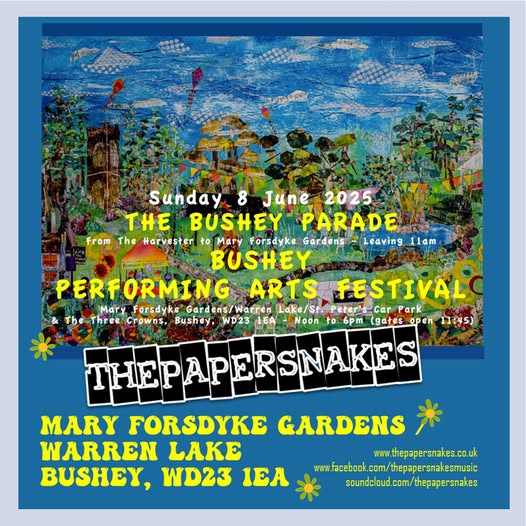 Sunday 8 June 2025
THE BUSHEY PARADE
From The Harvester to Mary Forsdyke Gardens - Leaving 11am
BUSHEY
PERFORMING ARTS FESTIVAL
Mary Forsdyke Gardens/Warren Lake/St. Peter's Car Park
& The Three Crowns, Bushey, WD23 1EA - Noon to 6pm (gates open 11:45)
THEPAPERSNAKES
MARY FORSDYKE GARDENS
WARREN LAKE
BUSHEY, WD23 1EA
www.thepapersnakes.co.uk
www.facebook.com/thepapersnakesmusic
soundcloud.com/thepapersnakes